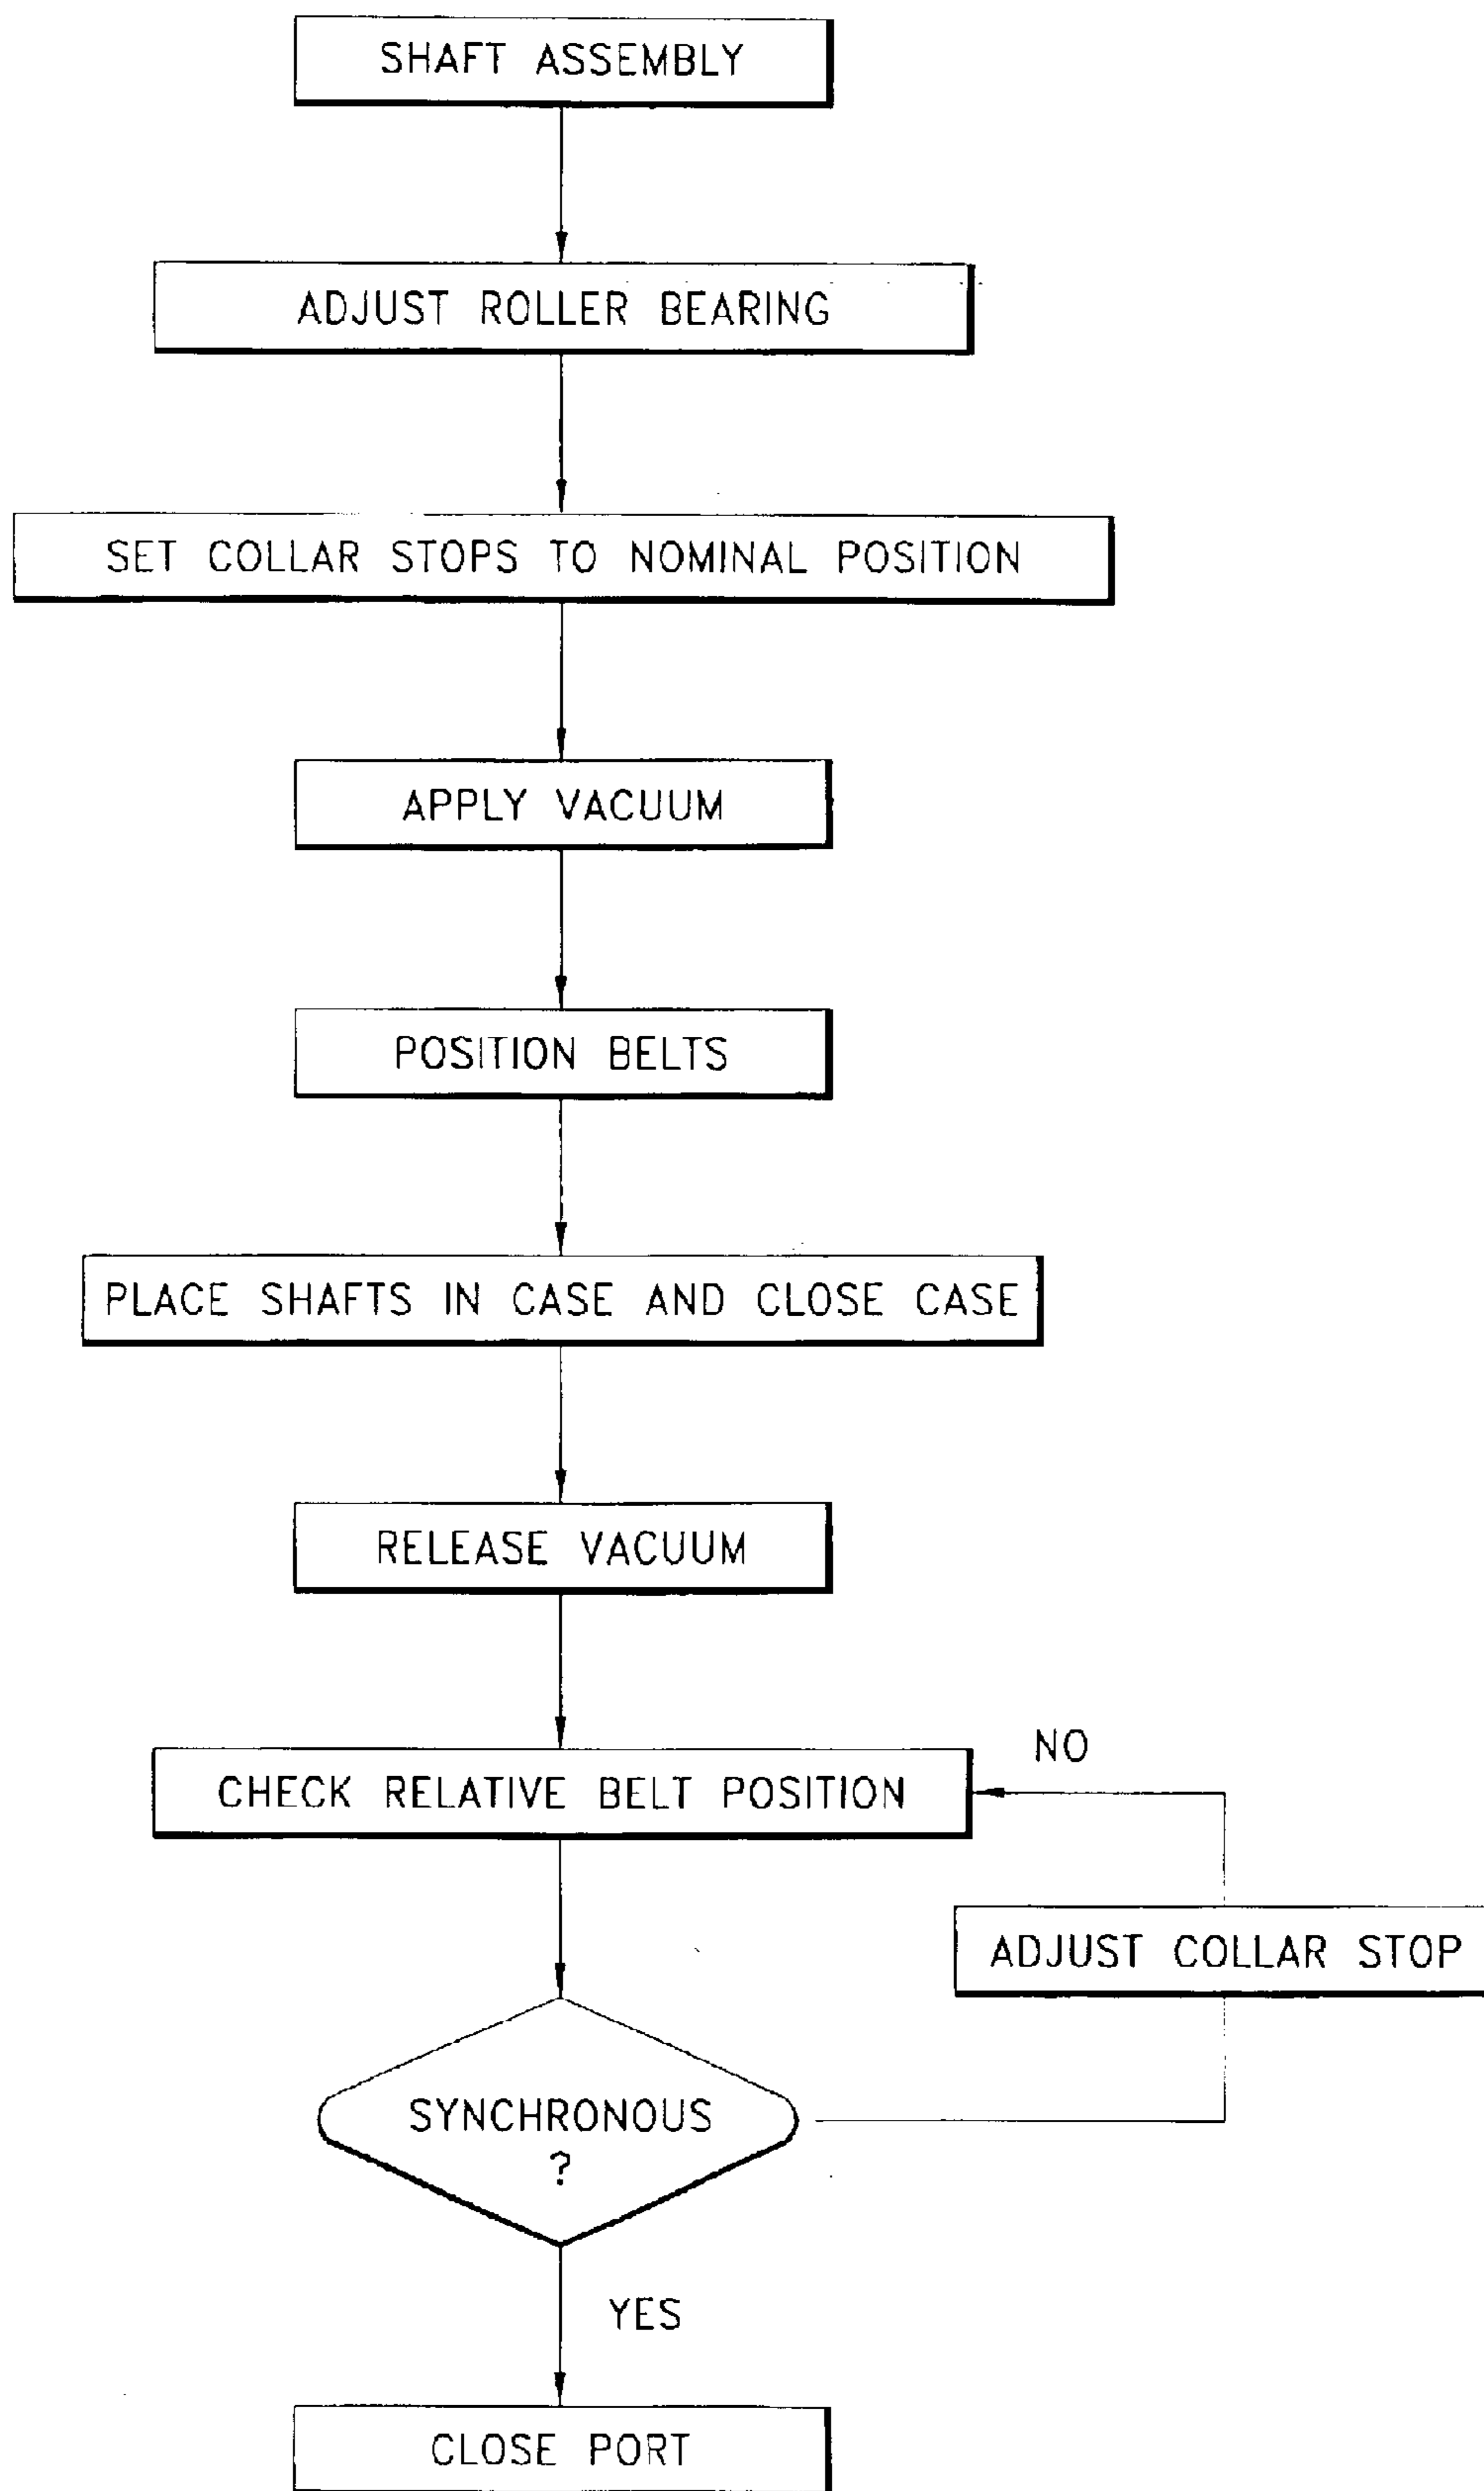 SHAFT ASSEMBLY
ADJUST ROLLER BEARING
SET COLLAR STOPS TO NOMINAL POSITION
APPLY VACUUM
POSITION BELTS
PLACE SHAFTS IN CASE AND CLOSE CASE
RELEASE VACUUM
NO
CHECK RELATIVE BELT POSITION
ADJUST COLLAR STOP
SYNCHRONOUS
?
YES
CLOSE PORT